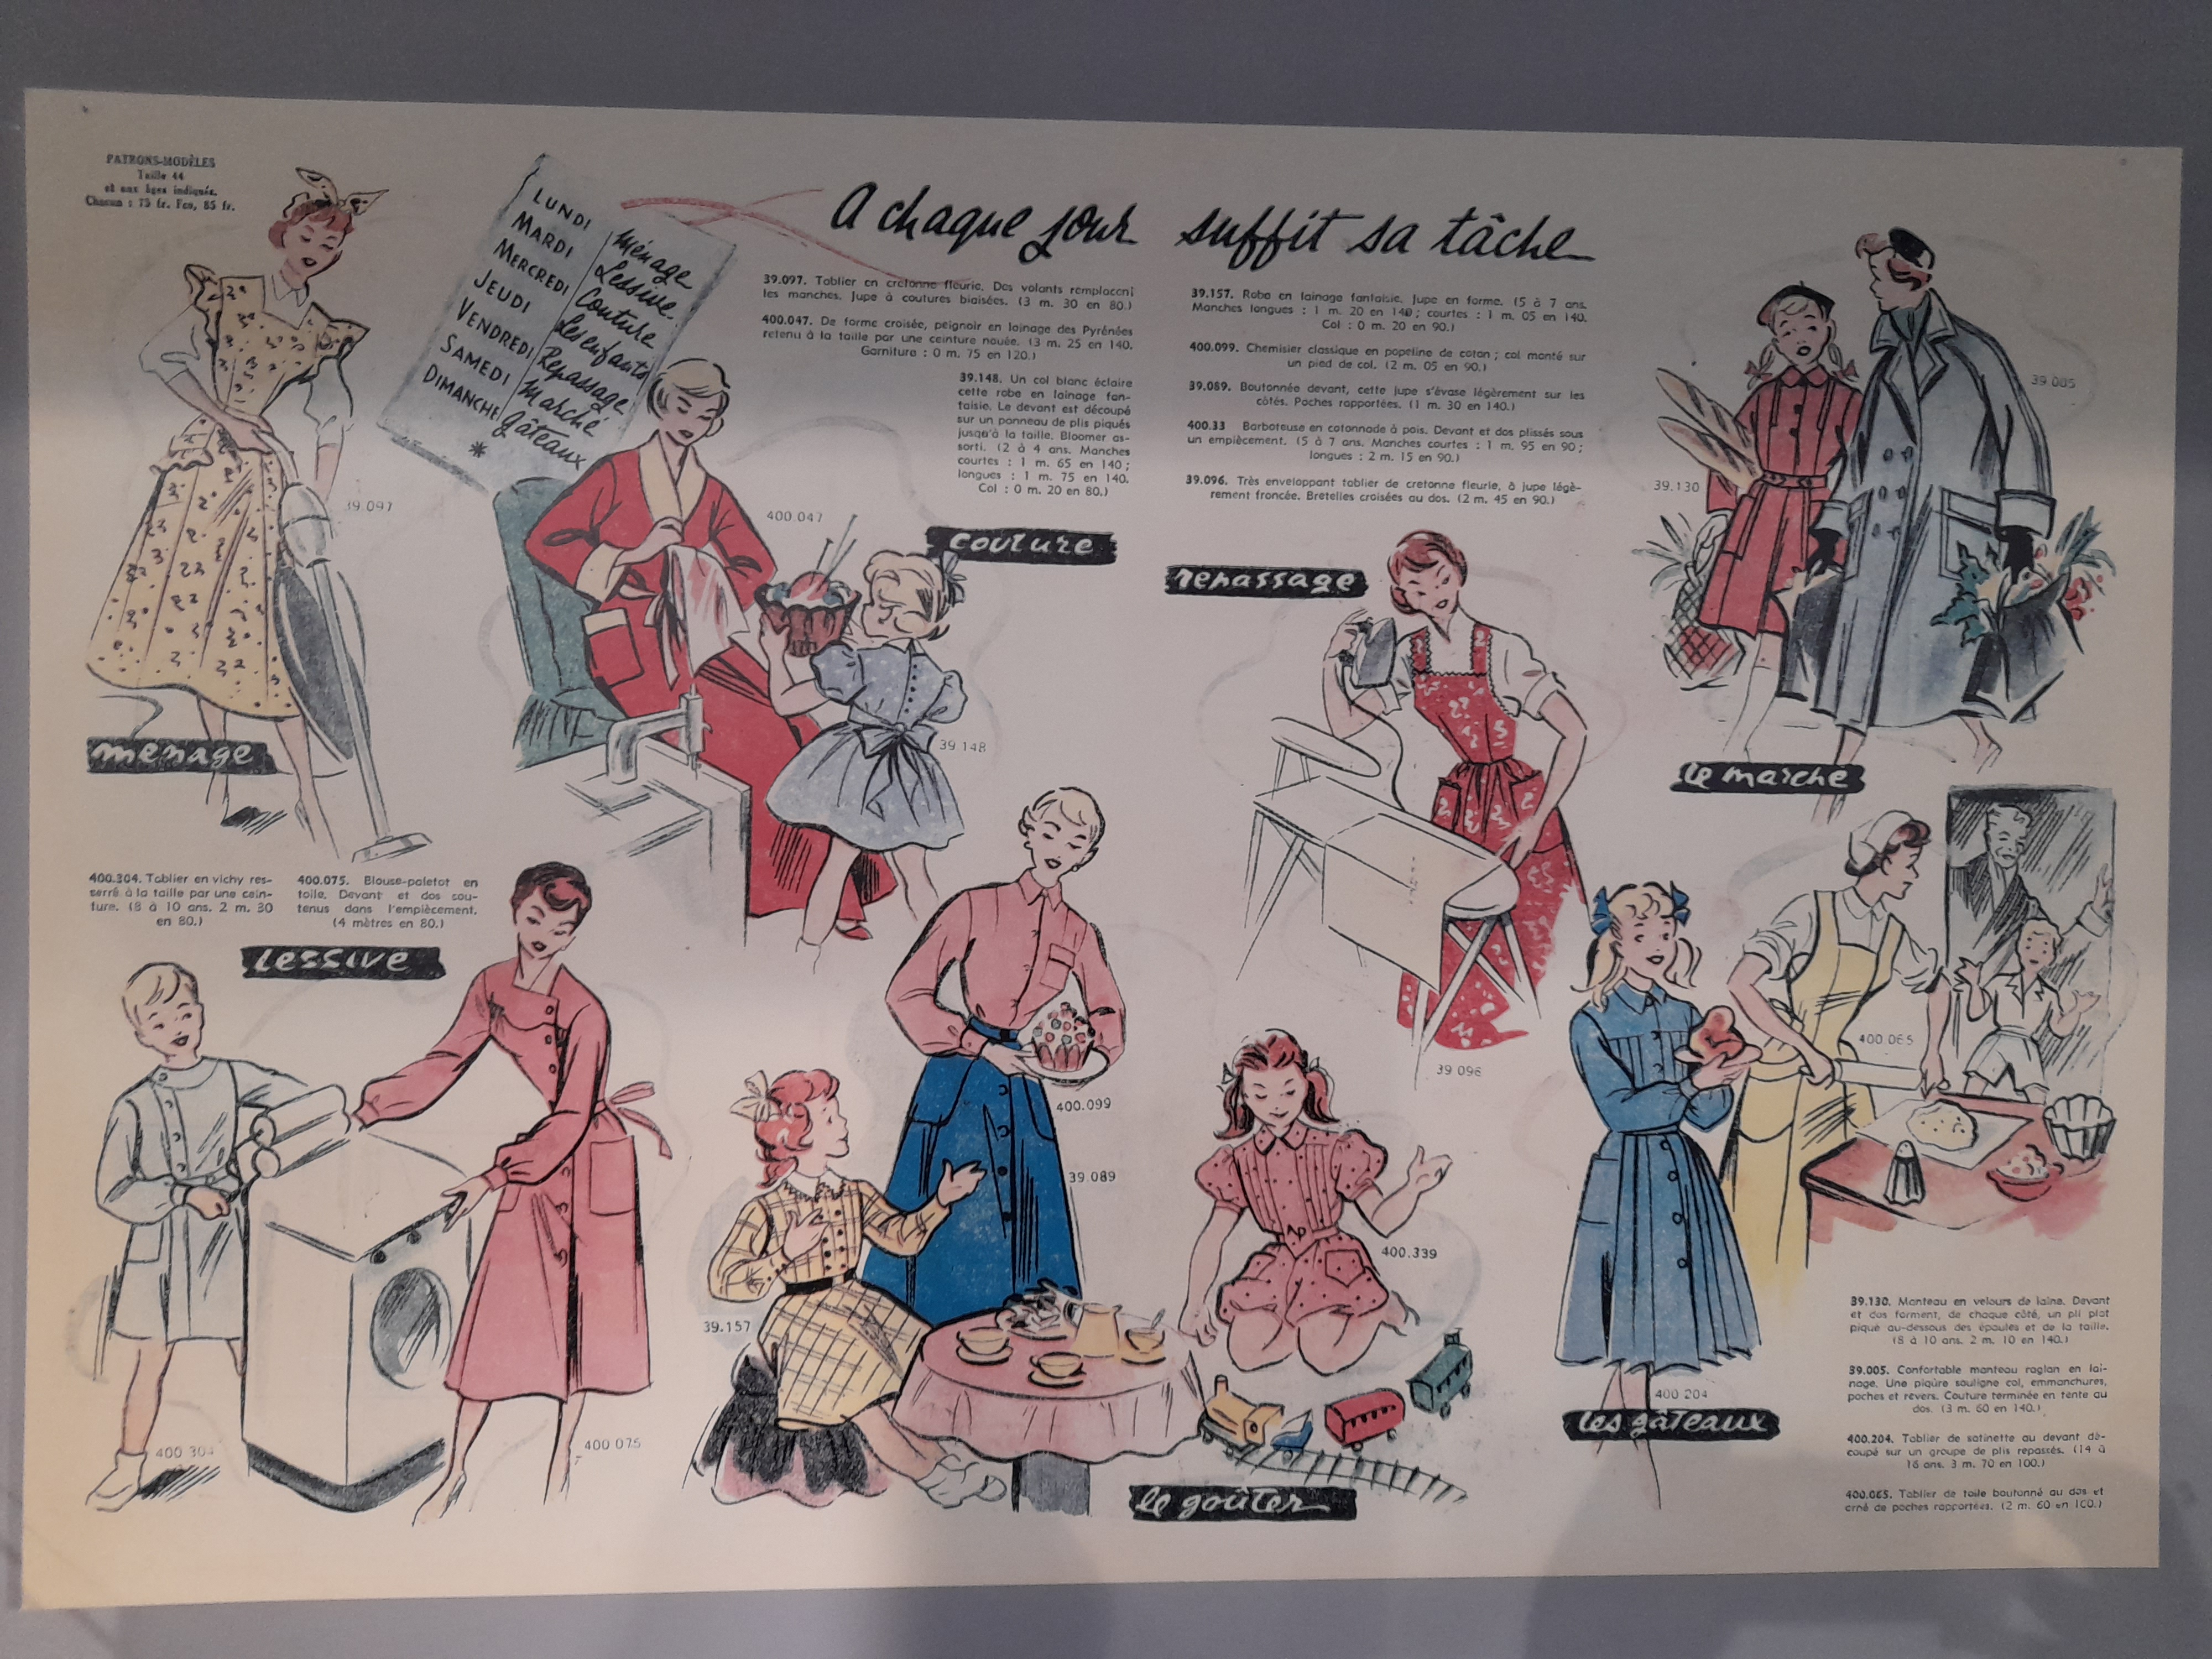 PATRONS-MODÈLES
Taille 44
et aux âges indiqués.
Chacun : 75 fr. Fco, 85 fr.
LUNDI
MARDI
MERCREDI
JEUDI
VENDREDI
SAMEDI
DIMANCHE
ménage
Lessive
Couture
Les enfants
Repassage
Marché
Gâteaux
A chaque jour suffit sa tâche
39.097. Tablier en cretonne fleurie. Des volants remplacent
les manches. Jupe à coutures biaisées. (3 m. 30 en 80.)
400.047. De forme croisée, peignoir en lainage des Pyrénées
retenu à la taille par une ceinture nouée. (3 m. 25 en 140.
Garniture : 0 m. 75 en 120.)
39.148. Un col blanc éclaire
cette robe en lainage fan-
taisie. Le devant est découpé
sur un panneau de plis piqués
jusqu'à la taille. Bloomer as-
sorti. (2 à 4 ans. Manches
courtes : 1 m. 65 en 140 ;
longues : 1 m. 75 en 140.
Col : 0 m. 20 en 80.)
39.157. Robe en lainage fantaisie. Jupe en forme. (5 à 7 ans.
Manches longues : 1 m. 20 en 140 ; courtes : 1 m. 05 en 140.
Col : 0 m. 20 en 90.)
400.099. Chemisier classique en popeline de coton ; col monté sur
un pied de col. (2 m. 05 en 90.)
39.089. Boutonnée devant, cette jupe s'évase légèrement sur les
côtés. Poches rapportées. (1 m. 30 en 140.)
400.33 Barboteuse en cotonnade à pois. Devant et dos plissés sous
un empiècement. (5 à 7 ans. Manches courtes : 1 m. 95 en 90 ;
longues : 2 m. 15 en 90.)
39.096. Très enveloppant tablier de cretonne fleurie, à jupe légè-
rement froncée. Bretelles croisées au dos. (2 m. 45 en 90.)
39.097
400.047
couture
39.148
repassage
39.130
39.005
ménage
le marché
400.304. Tablier en vichy res-
serré à la taille par une cein-
ture. (8 à 10 ans. 2 m. 30
en 80.)
400.075. Blouse-paletot en
toile. Devant et dos sou-
tenus dans l'empiècement.
(4 mètres en 80.)
Lessive
400.099
39.089
39.096
400.065
39.157
400.339
400.304
400.075
le goûter
400.204
les gâteaux
39.130. Manteau en velours de laine. Devant
et dos forment, de chaque côté, un pli plat
piqué au-dessous des épaules et de la taille.
(8 à 10 ans. 2 m. 10 en 140.)
39.005. Confortable manteau raglan en lai-
nage. Une piqûre souligne col, emmanchures,
poches et revers. Couture terminée en tente au
dos. (3 m. 60 en 140.)
400.204. Tablier de satinette au devant dé-
coupé sur un groupe de plis repassés. (14 à
16 ans. 3 m. 70 en 100.)
400.065. Tablier de toile boutonné au dos et
orné de poches rapportées. (2 m. 60 en 100.)